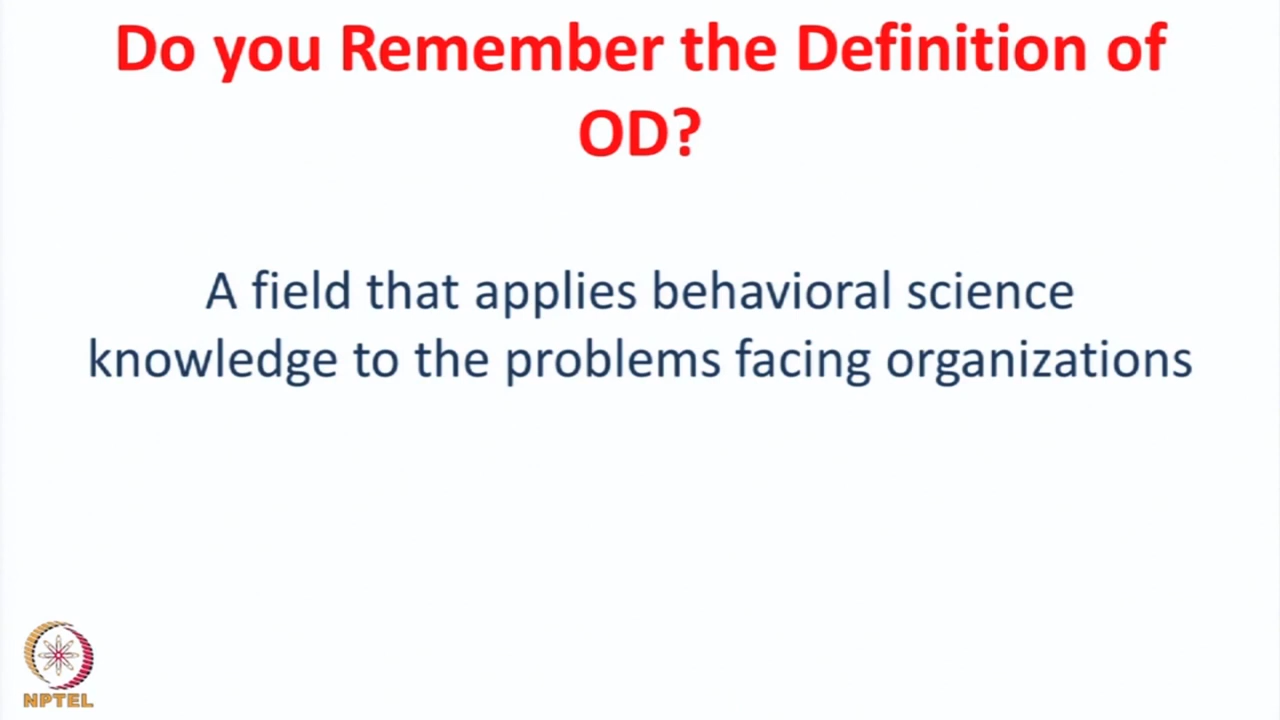 Do you Remember the Definition of
OD?
A field that applies behavioral science
knowledge to the problems facing organizations
NPTEL